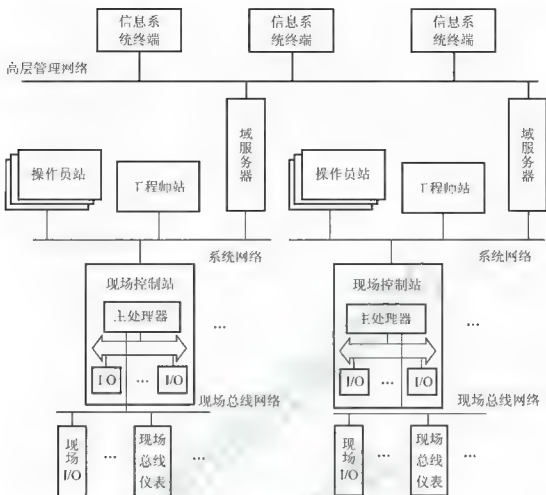 信息系
统终端
信息系
统终端
信息系
统终端
高层管理网络
域服务器
域服务器
操作员站
工程师站
操作员站
工程师站
系统网络
系统网络
现场控制站
现场控制站
主处理器
…
主处理器
…
I/O
…
I/O
I/O
…
I/O
现场总线网络
现场总线网络
现场
I/O
…
现场
总线
仪表
…
现场
I/O
…
现场
总线
仪表
…